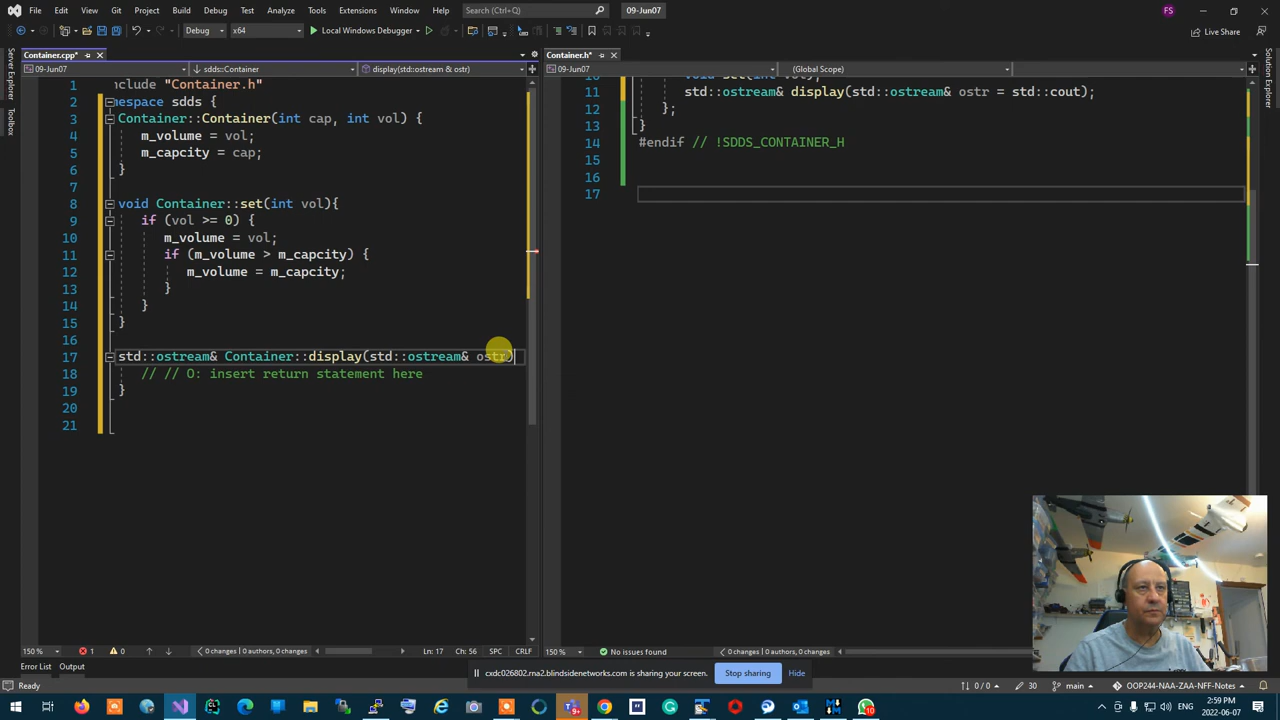 File Edit View Git Project Build Debug Test Analyze Tools Extensions Window Help Search (Ctrl+Q) 09-Jun07 FS
Debug x64 Local Windows Debugger Live Share
Server Explorer
Toolbox
Solution Explorer
Container.cpp*
09-Jun07 sdds::Container display(std::ostream & ostr)
1 include "Container.h"
2 mespace sdds {
3 Container::Container(int cap, int vol) {
4 m_volume = vol;
5 m_capcity = cap;
6 }
7
8 void Container::set(int vol){
9 if (vol >= 0) {
10 m_volume = vol;
11 if (m_volume > m_capcity) {
12 m_volume = m_capcity;
13 }
14 }
15 }
16
17 std::ostream& Container::display(std::ostream& ostr)
18 // // O: insert return statement here
19 }
20
21
150 % 1 0 0 changes | 0 authors, 0 changes Ln: 17 Ch: 56 SPC CRLF
Container.h*
09-Jun07 (Global Scope)
11 std::ostream& display(std::ostream& ostr = std::cout);
12 };
13 }
14 #endif // !SDDS_CONTAINER_H
15
16
17
150 % No issues found 0 changes | 0 authors, 0 changes
Error List Output
cxdc026802.rna2.blindsidenetworks.com is sharing your screen. Stop sharing Hide
Ready 0 / 0 30 main OOP244-NAA-ZAA-NFF-Notes
2:59 PM
2022-06-07